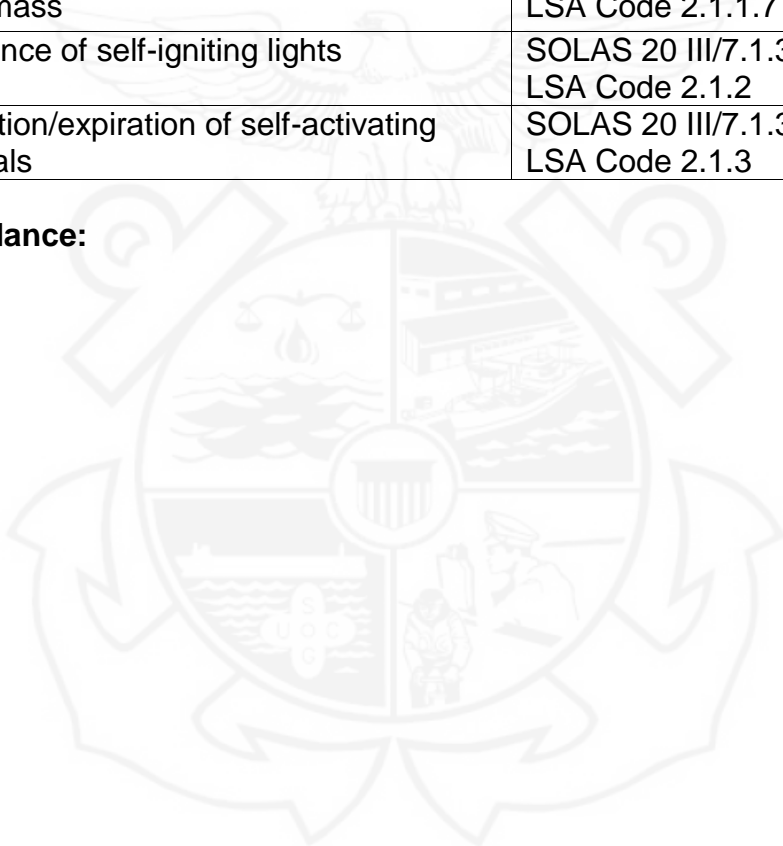 mass LSA Code 2.1.1.7
nce of self-igniting lights SOLAS 20 III/7.1.3
LSA Code 2.1.2
tion/expiration of self-activating SOLAS 20 III/7.1.3
als LSA Code 2.1.3
dance:
S
U O C
G